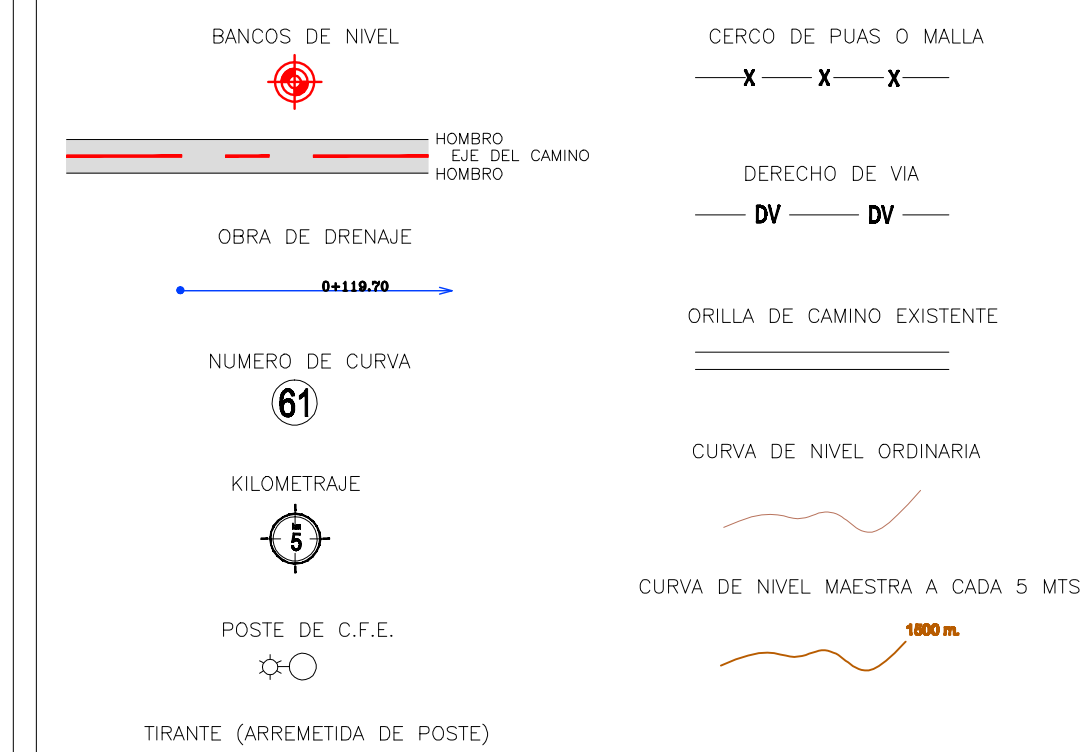 BANCOS DE NIVEL
HOMBRO
EJE DEL CAMINO
HOMBRO
OBRA DE DRENAJE
0+119.70
NUMERO DE CURVA
61
KILOMETRAJE
km
5
POSTE DE C.F.E.
TIRANTE (ARREMETIDA DE POSTE)
CERCO DE PUAS O MALLA
X X X
DERECHO DE VIA
DV DV
ORILLA DE CAMINO EXISTENTE
CURVA DE NIVEL ORDINARIA
CURVA DE NIVEL MAESTRA A CADA 5 MTS
1500 m.